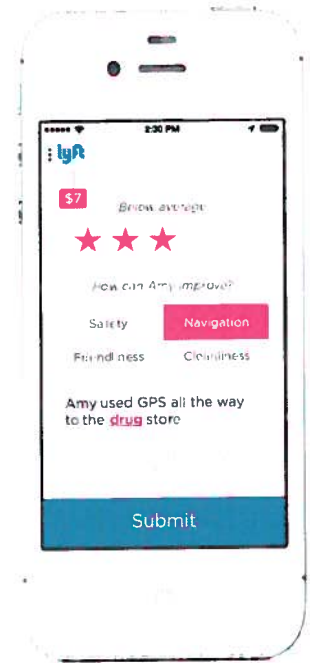 2:30 PM
lyft
$7
Below average
How can Amy improve?
Safety
Navigation
Friendliness
Cleanliness
Amy used GPS all the way
to the drug store
Submit